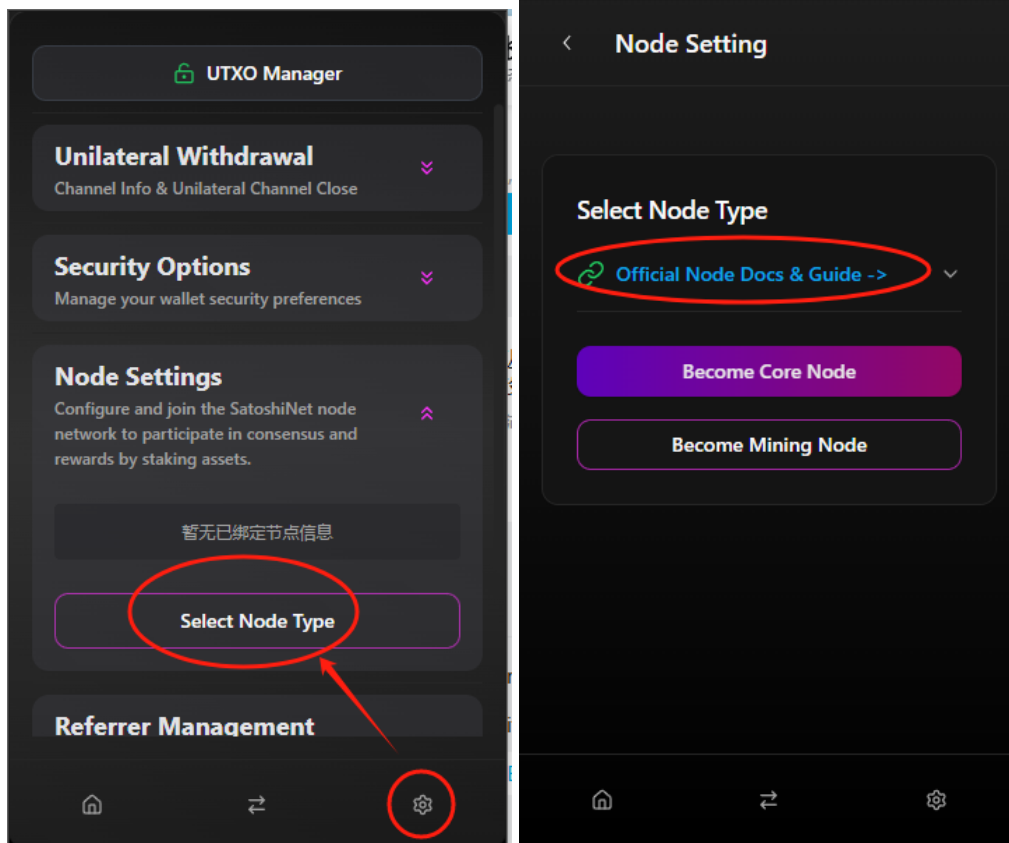 UTXO Manager
Unilateral Withdrawal
Channel Info & Unilateral Channel Close
Security Options
Manage your wallet security preferences
Node Settings
Configure and join the SatoshiNet node
network to participate in consensus and
rewards by staking assets.
暂无已绑定节点信息
Select Node Type
Referrer Management
Node Setting
Select Node Type
Official Node Docs & Guide ->
Become Core Node
Become Mining Node